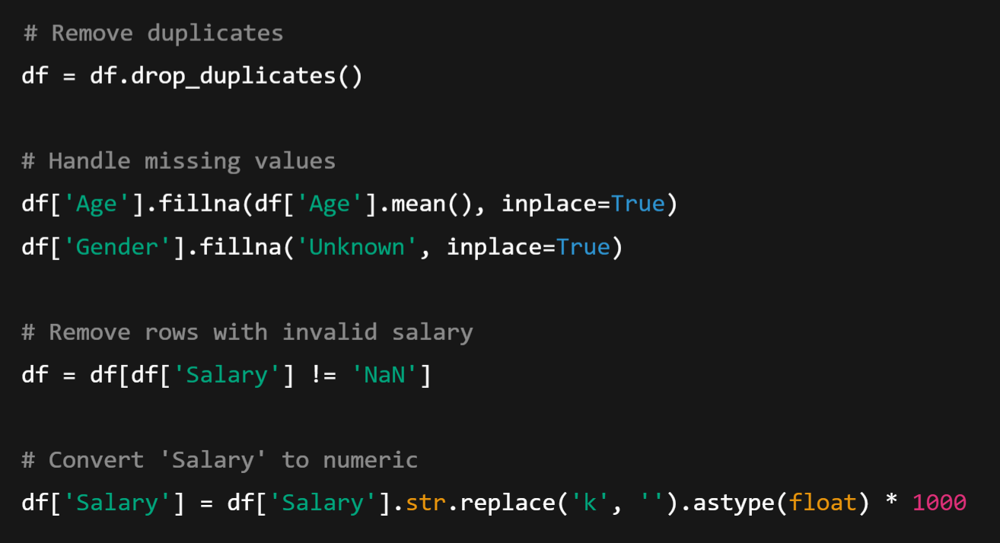 # Remove duplicates
df = df.drop_duplicates()
# Handle missing values
df['Age'].fillna(df['Age'].mean(), inplace=True)
df['Gender'].fillna('Unknown', inplace=True)
# Remove rows with invalid salary
df = df[df['Salary'] != 'NaN']
# Convert 'Salary' to numeric
df['Salary'] = df['Salary'].str.replace('k', '').astype(float) * 1000